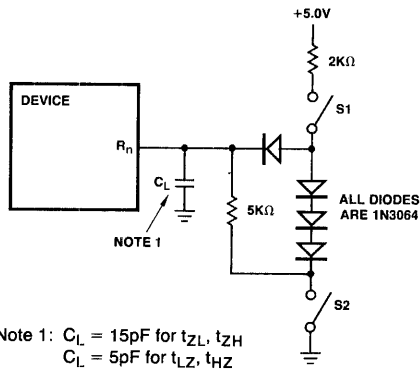 +5.0V
2KΩ
DEVICE
S1
Rn
CL
5KΩ
ALL DIODES
ARE 1N3064
NOTE 1
S2
Note 1: CL = 15pF for tZL, tZH
CL = 5pF for tLZ, tHZ